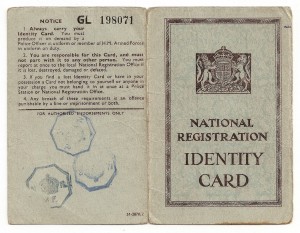 NOTICE GL 198071
1. Always carry your
Identity Card. You must
produce it on demand by a
Police Officer in uniform or member of H.M. Armed Forces
in uniform on duty.
2. You are responsible for this Card, and must
not part with it to any other person. You must
report at once to the local National Registration Office if
it is lost, destroyed, damaged or defaced.
3. If you find a lost Identity Card or have in your
possession a Card not belonging to yourself or anyone in
your charge you must hand it in at once at a Police
Station or National Registration Office.
4. Any breach of these requirements is an offence
punishable by a fine or imprisonment or both.
FOR AUTHORISED ENDORSEMENTS ONLY
NATIONAL
REGISTRATION
IDENTITY
CARD